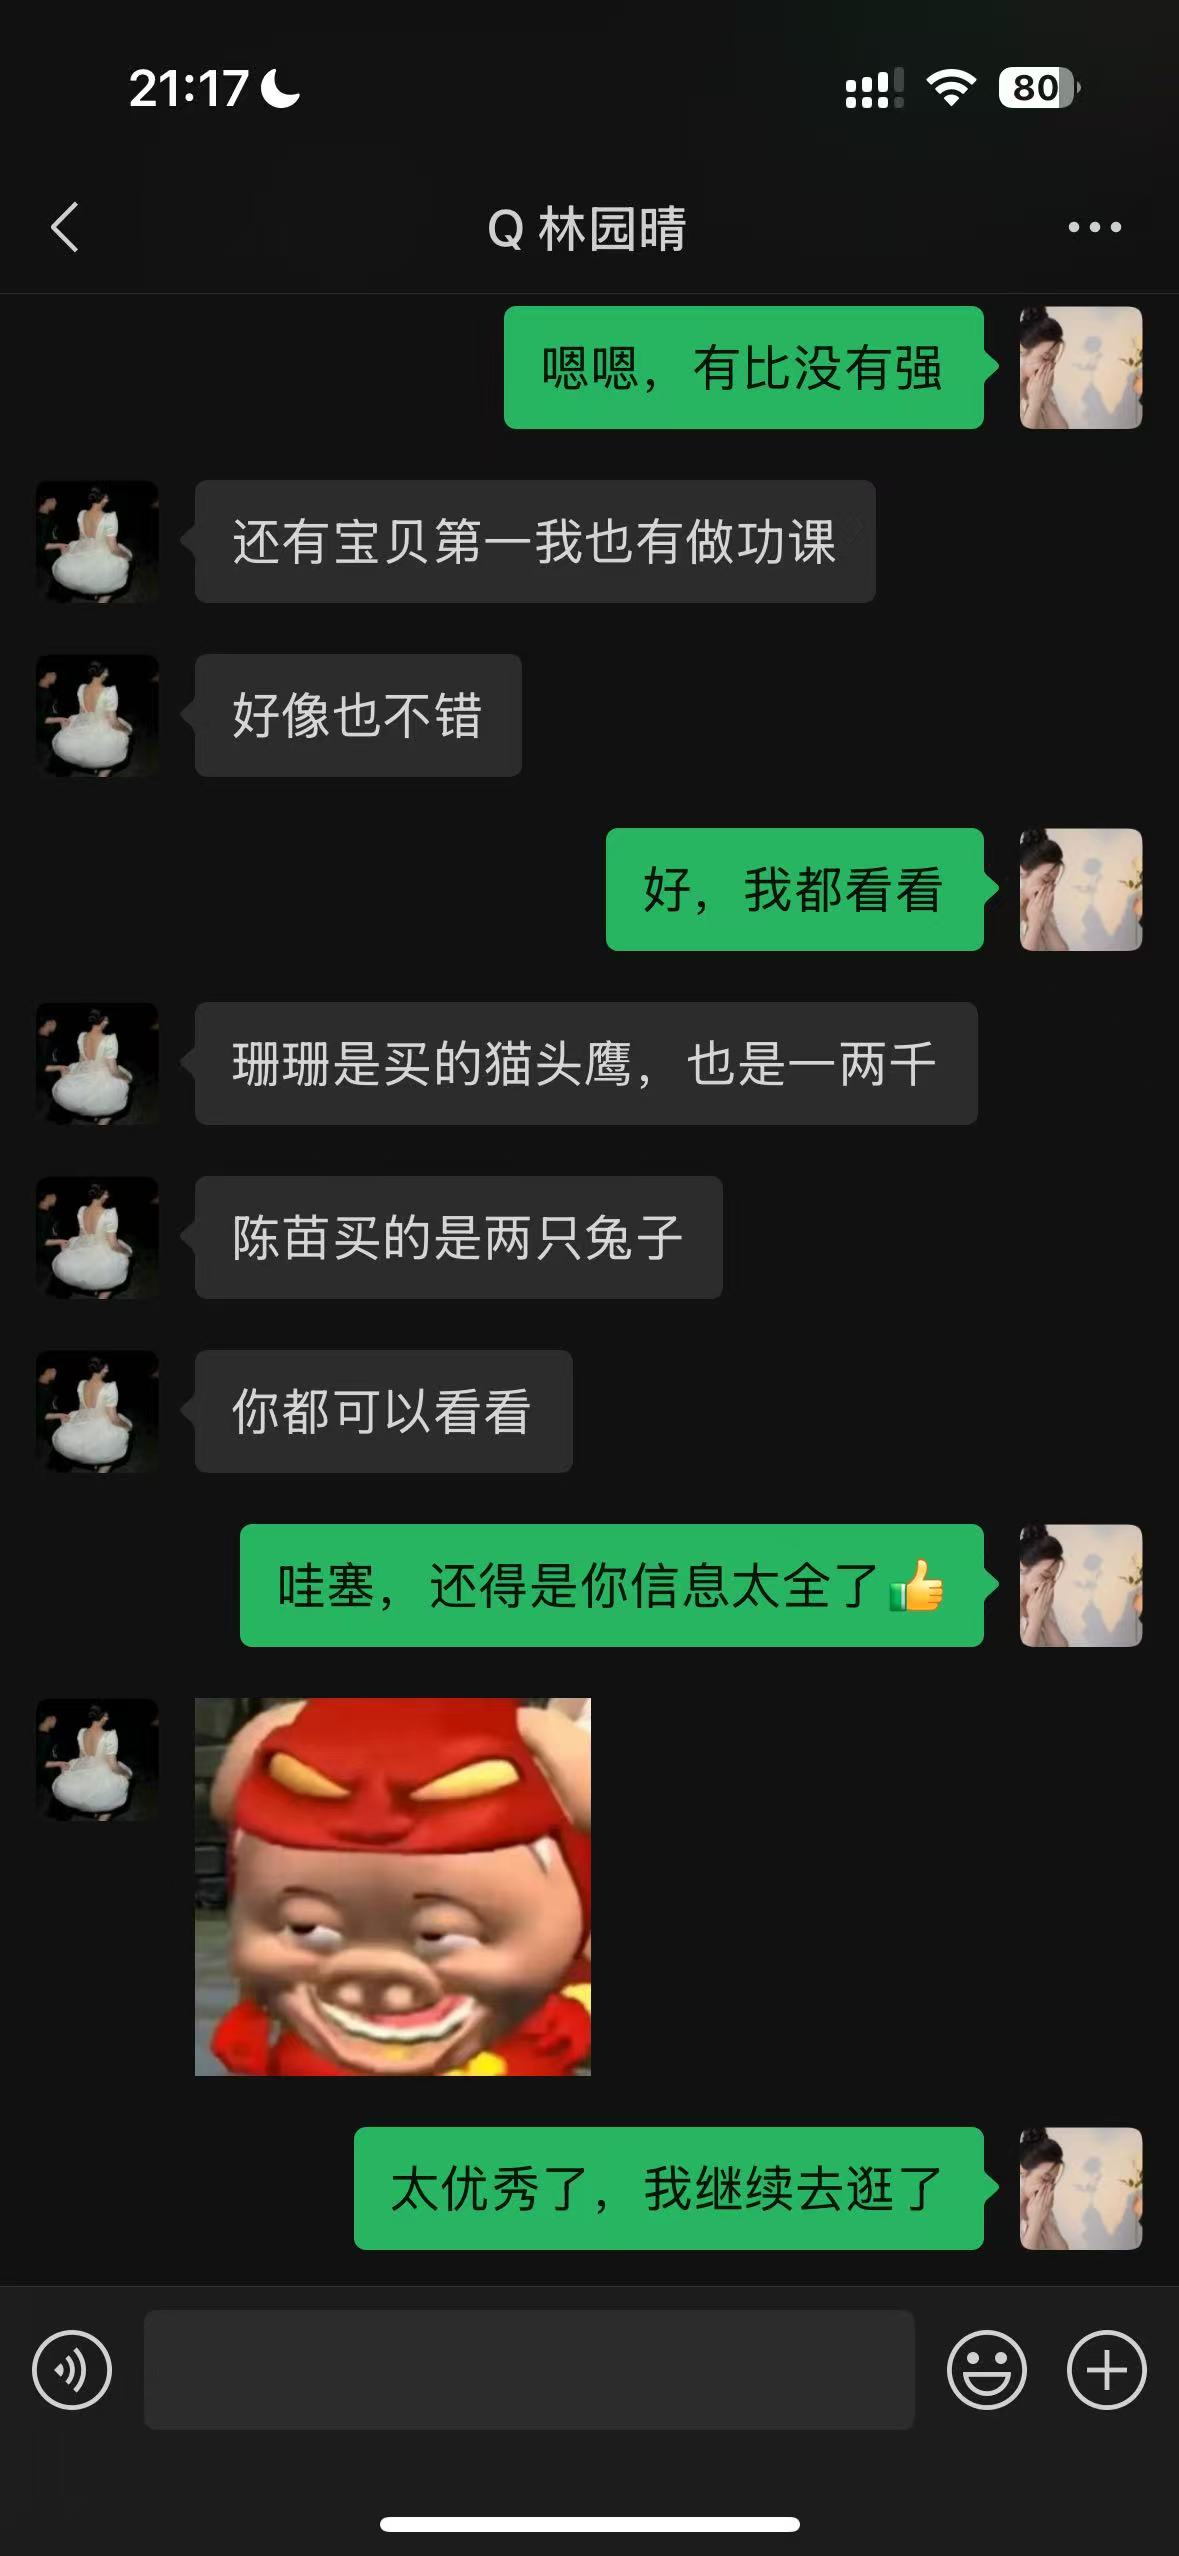 21:17
80
Q 林园晴
嗯嗯，有比没有强
还有宝贝第一我也有做功课
好像也不错
好，我都看看
珊珊是买的猫头鹰，也是一两千
陈苗买的是两只兔子
你都可以看看
哇塞，还得是你信息太全了👍
太优秀了，我继续去逛了